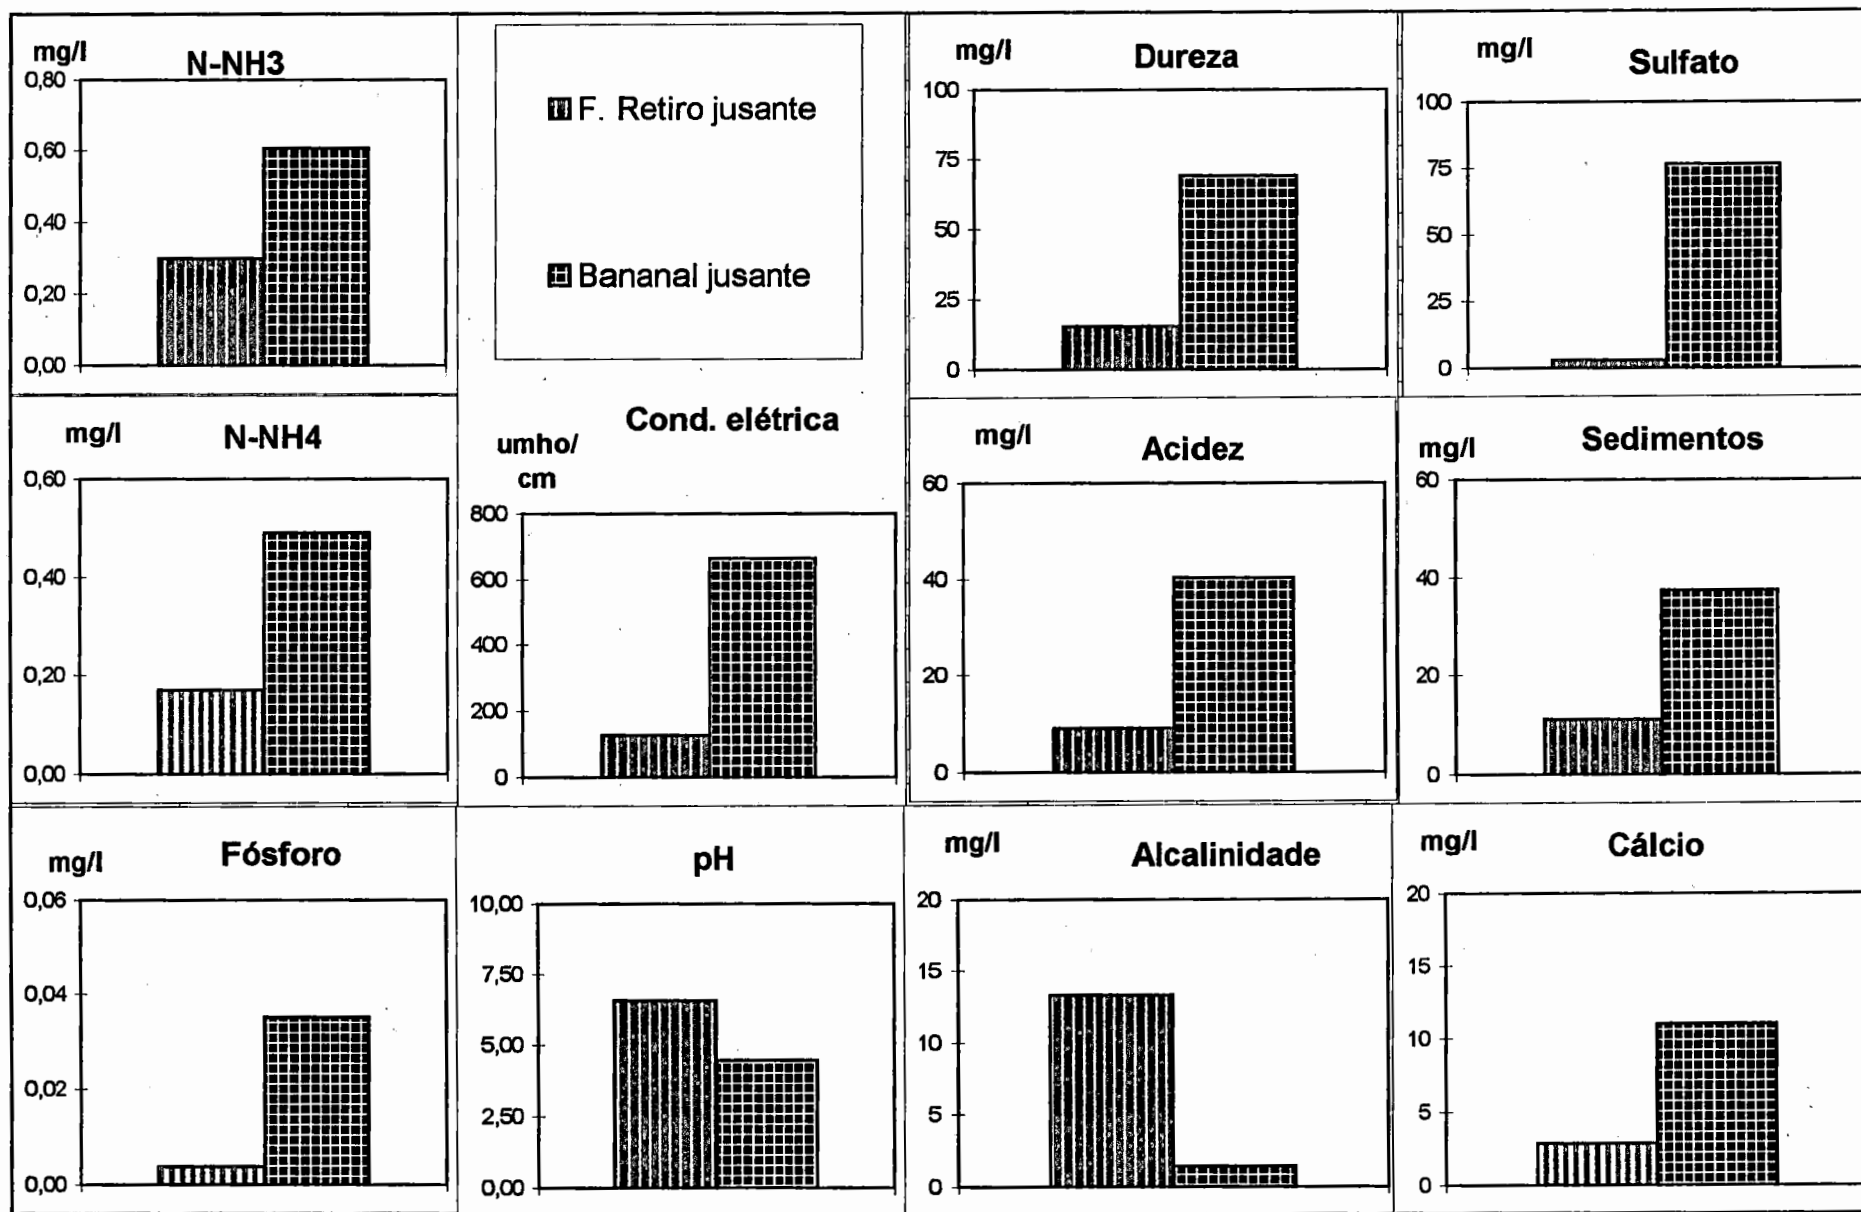 mg/l
N-NH3
0,80
0,60
0,40
0,20
0,00
F. Retiro jusante
Bananal jusante
mg/l
Dureza
100
75
50
25
0
mg/l
Sulfato
100
75
50
25
0
mg/l
N-NH4
0,60
0,40
0,20
0,00
Cond. elétrica
umho/
cm
800
600
400
200
0
mg/l
Acidez
60
40
20
0
mg/l
Sedimentos
60
40
20
0
mg/l
Fósforo
0,06
0,04
0,02
0,00
pH
10,00
7,50
5,00
2,50
0,00
mg/l
Alcalinidade
20
15
10
5
0
mg/l
Cálcio
20
15
10
5
0